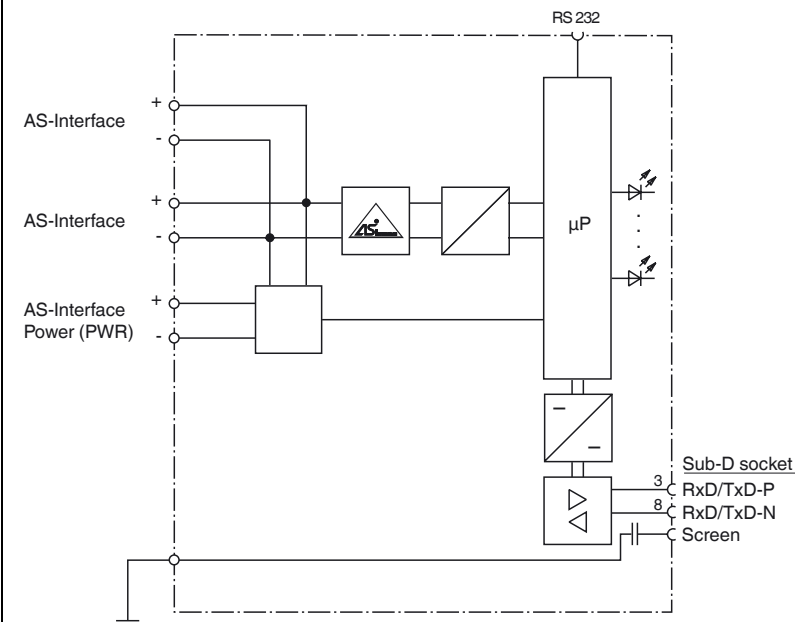 RS 232
+
AS-Interface
-
+
AS-Interface
-
µP
+
AS-Interface
Power (PWR)
-
Sub-D socket
3 RxD/TxD-P
8 RxD/TxD-N
Screen